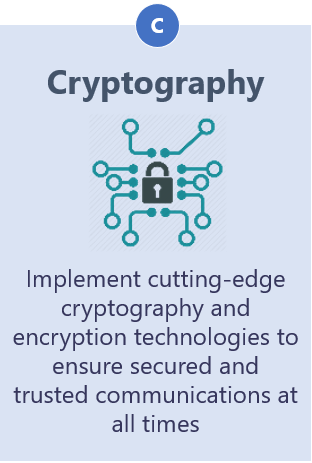 C
Cryptography
Implement cutting-edge
cryptography and
encryption technologies to
ensure secured and
trusted communications at
all times